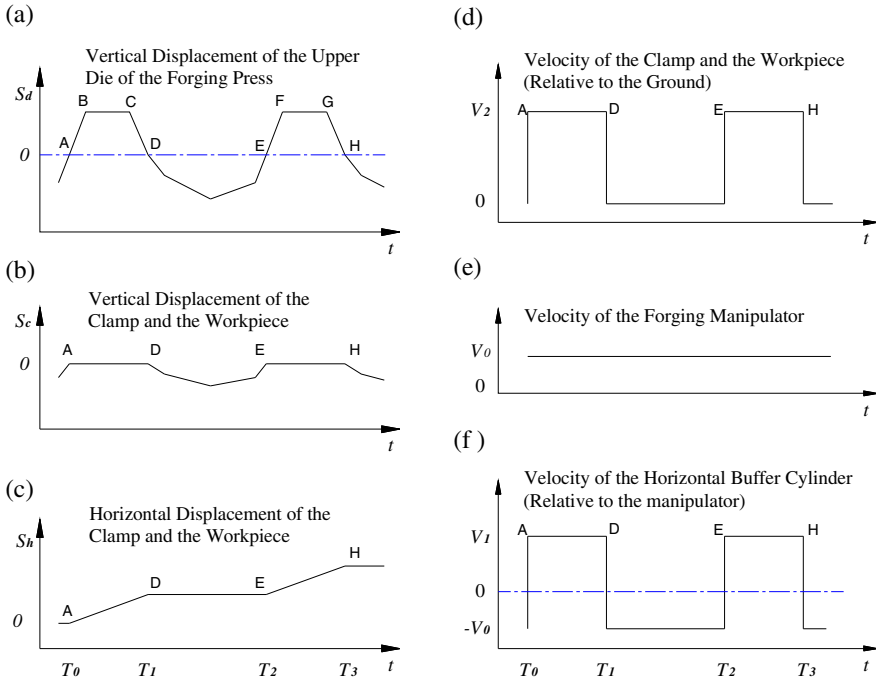 (a)
Vertical Displacement of the Upper
Die of the Forging Press
Sd
B C F G
A D E H
0
t
(b)
Vertical Displacement of the
Clamp and the Workpiece
Sc
A D E H
0
t
(c)
Horizontal Displacement of the
Clamp and the Workpiece
Sh
H
D E
A
0
t
T0 T1 T2 T3
(d)
Velocity of the Clamp and the Workpiece
(Relative to the Ground)
V2
A D E H
0
t
(e)
Velocity of the Forging Manipulator
V0
0
t
(f )
Velocity of the Horizontal Buffer Cylinder
(Relative to the manipulator)
A D E H
V1
0
-V0
t
T0 T1 T2 T3